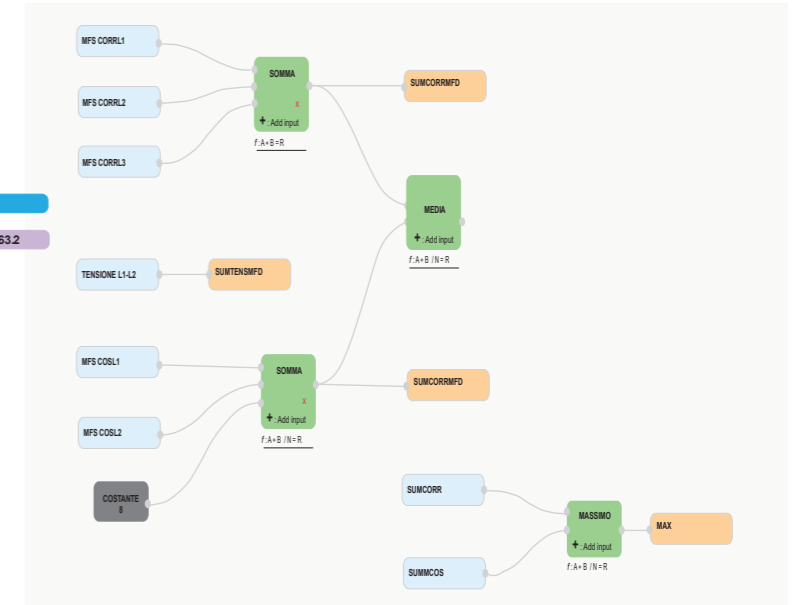 MFS CORRL1
MFS CORRL2
MFS CORRL3
SOMMA
x
+ : Add input
f:A+B=R
SUMCORRMFD
MEDIA
+ : Add input
f:A+B /N=R
63.2
TENSIONE L1-L2
SUMTENSMFD
MFS COSL1
MFS COSL2
COSTANTE
8
SOMMA
x
+ : Add input
f:A+B /N=R
SUMCORRMFD
SUMCORR
SUMMCOS
MASSIMO
+ : Add input
f:A+B /N=R
MAX